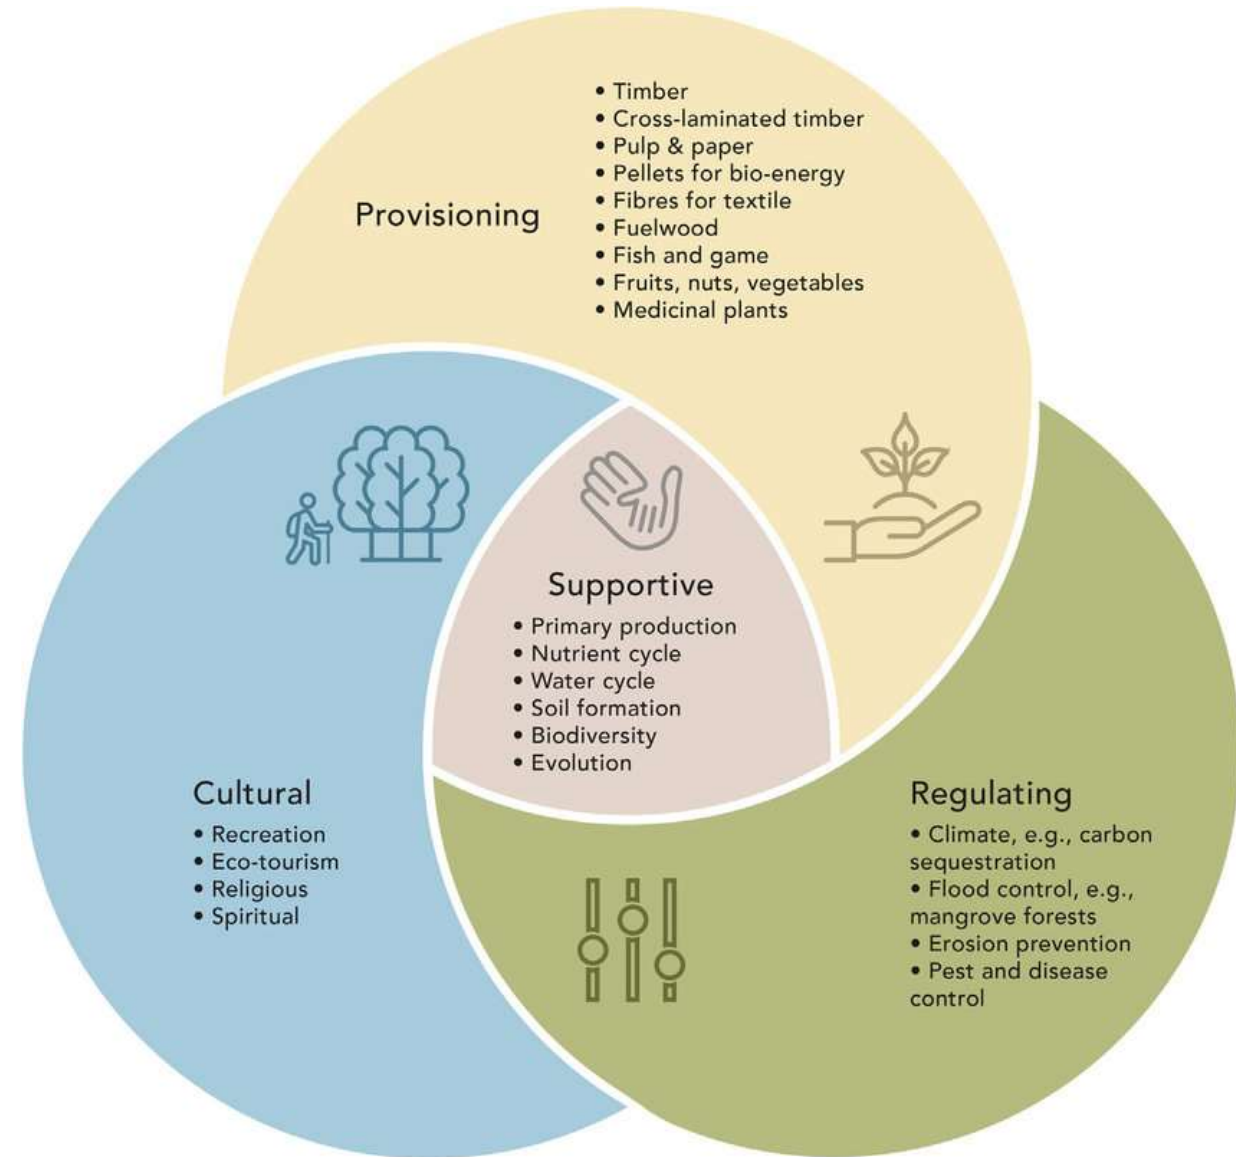 Provisioning
• Timber
• Cross-laminated timber
• Pulp & paper
• Pellets for bio-energy
• Fibres for textile
• Fuelwood
• Fish and game
• Fruits, nuts, vegetables
• Medicinal plants
Supportive
• Primary production
• Nutrient cycle
• Water cycle
• Soil formation
• Biodiversity
• Evolution
Cultural
• Recreation
• Eco-tourism
• Religious
• Spiritual
Regulating
• Climate, e.g., carbon
sequestration
• Flood control, e.g.,
mangrove forests
• Erosion prevention
• Pest and disease
control